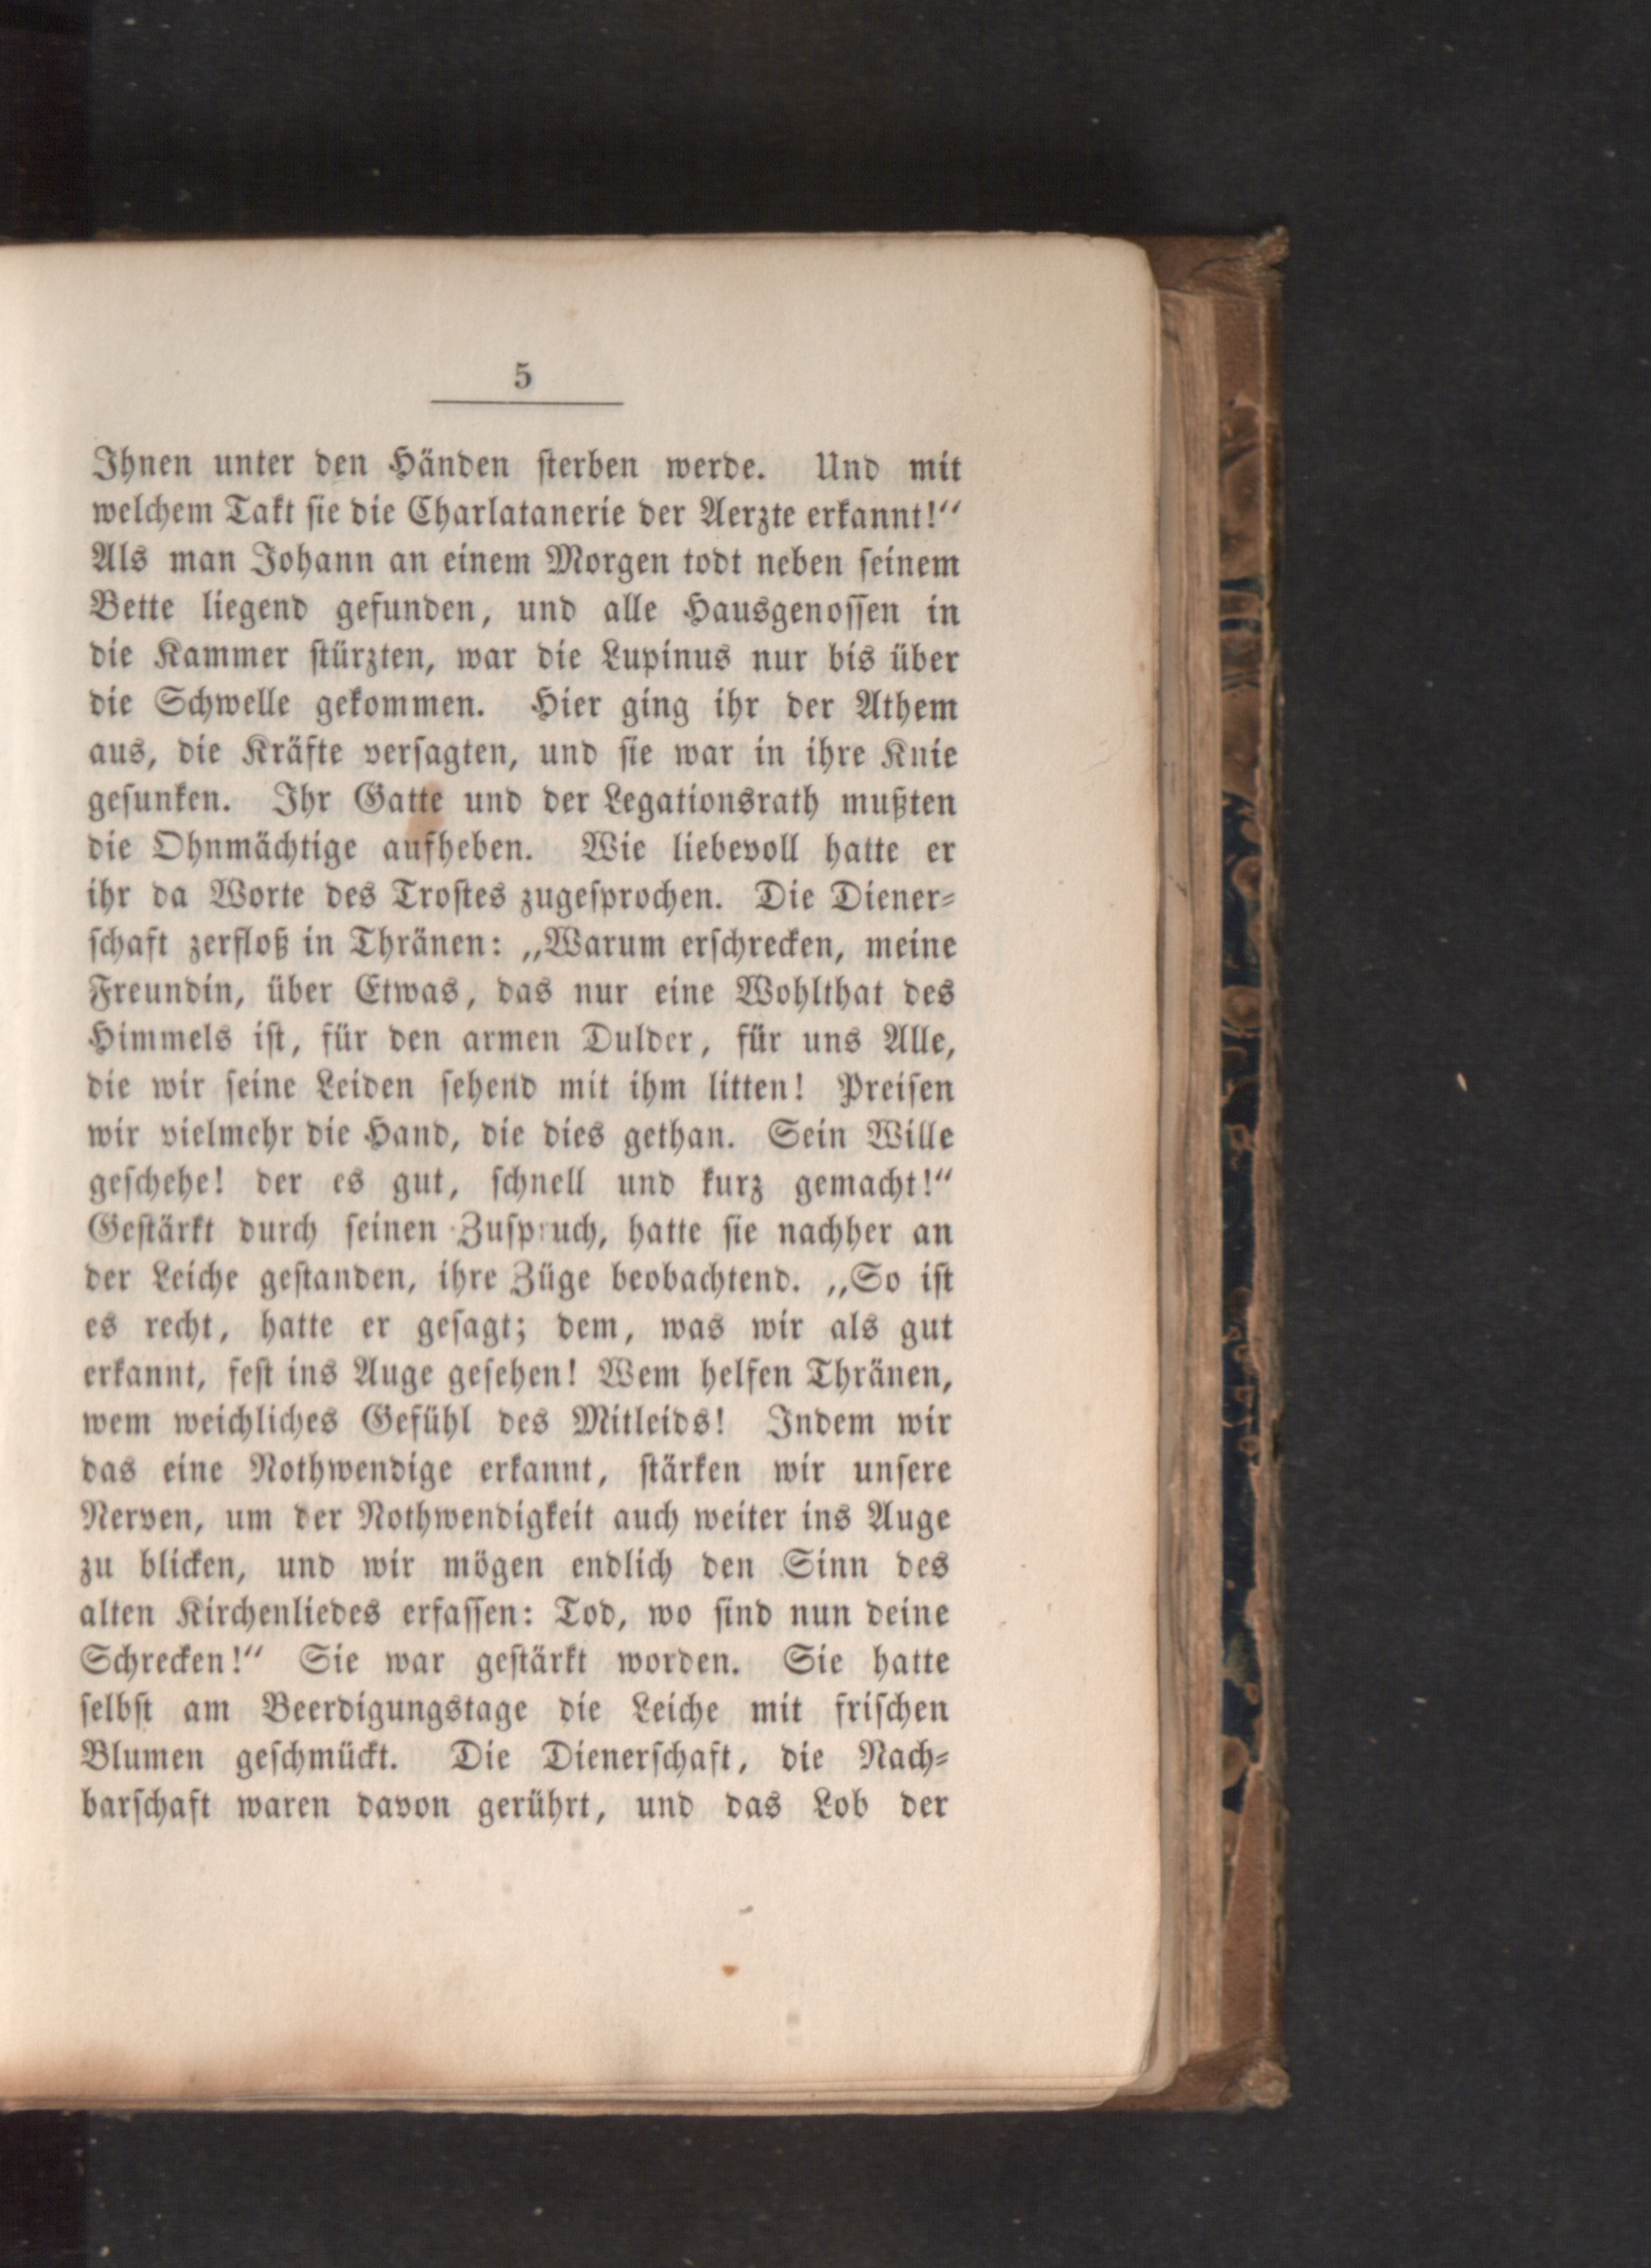 5
Ihnen unter den Händen ſterben werde. Und mit
welchem Takt ſie die Charlatanerie der Aerzte erkannt!“
Als man Johann an einem Morgen todt neben ſeinem
Bette liegend gefunden, und alle Hausgenoſſen in
die Kammer ſtürzten, war die Lupinus nur bis über
die Schwelle gekommen. Hier ging ihr der Athem
aus, die Kräfte verſagten, und ſie war in ihre Knie
geſunken. Ihr Gatte und der Legationsrath mußten
die Ohnmächtige aufheben. Wie liebevoll hatte er
ihr da Worte des Troſtes zugeſprochen. Die Diener⸗
ſchaft zerfloß in Thränen: „Warum erſchrecken, meine
Freundin, über Etwas, das nur eine Wohlthat des
Himmels iſt, für den armen Dulder, für uns Alle,
die wir ſeine Leiden ſehend mit ihm litten! Preiſen
wir vielmehr die Hand, die dies gethan. Sein Wille
geſchehe! der es gut, ſchnell und kurz gemacht!“
Geſtärkt durch ſeinen Zuſpruch, hatte ſie nachher an
der Leiche geſtanden, ihre Züge beobachtend. „So iſt
es recht, hatte er geſagt; dem, was wir als gut
erkannt, feſt ins Auge geſehen! Wem helfen Thränen,
wem weichliches Gefühl des Mitleids! Indem wir
das eine Nothwendige erkannt, ſtärken wir unſere
Nerven, um der Nothwendigkeit auch weiter ins Auge
zu blicken, und wir mögen endlich den Sinn des
alten Kirchenliedes erfaſſen: Tod, wo ſind nun deine
Schrecken!“ Sie war geſtärkt worden. Sie hatte
ſelbſt am Beerdigungstage die Leiche mit friſchen
Blumen geſchmückt. Die Dienerſchaft, die Nach⸗
barſchaft waren davon gerührt, und das Lob der